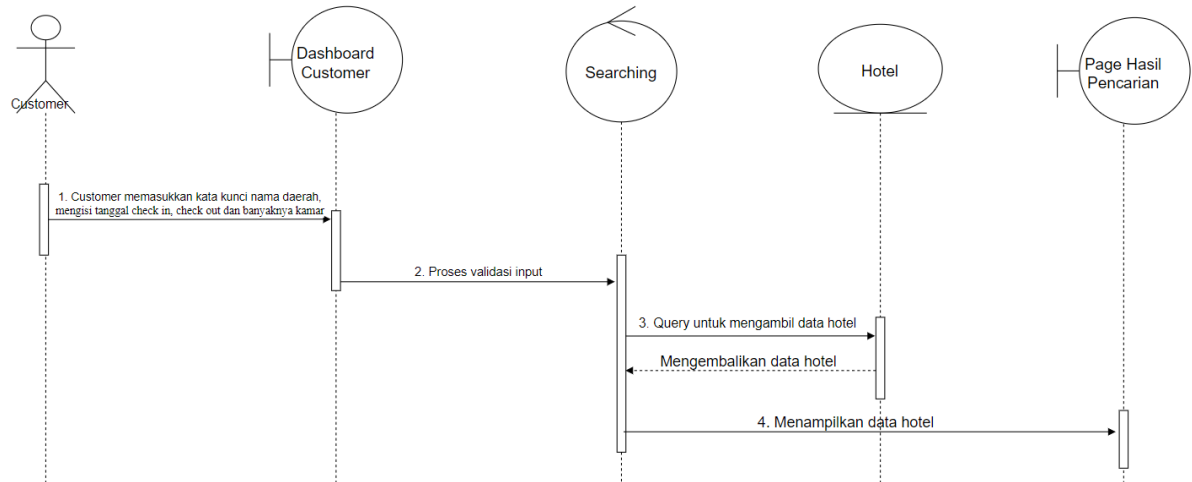 Customer
Dashboard
Customer
Searching
Hotel
Page Hasil
Pencarian
1. Customer memasukkan kata kunci nama daerah,
mengisi tanggal check in, check out dan banyaknya kamar
2. Proses validasi input
3. Query untuk mengambil data hotel
Mengembalikan data hotel
4. Menampilkan data hotel